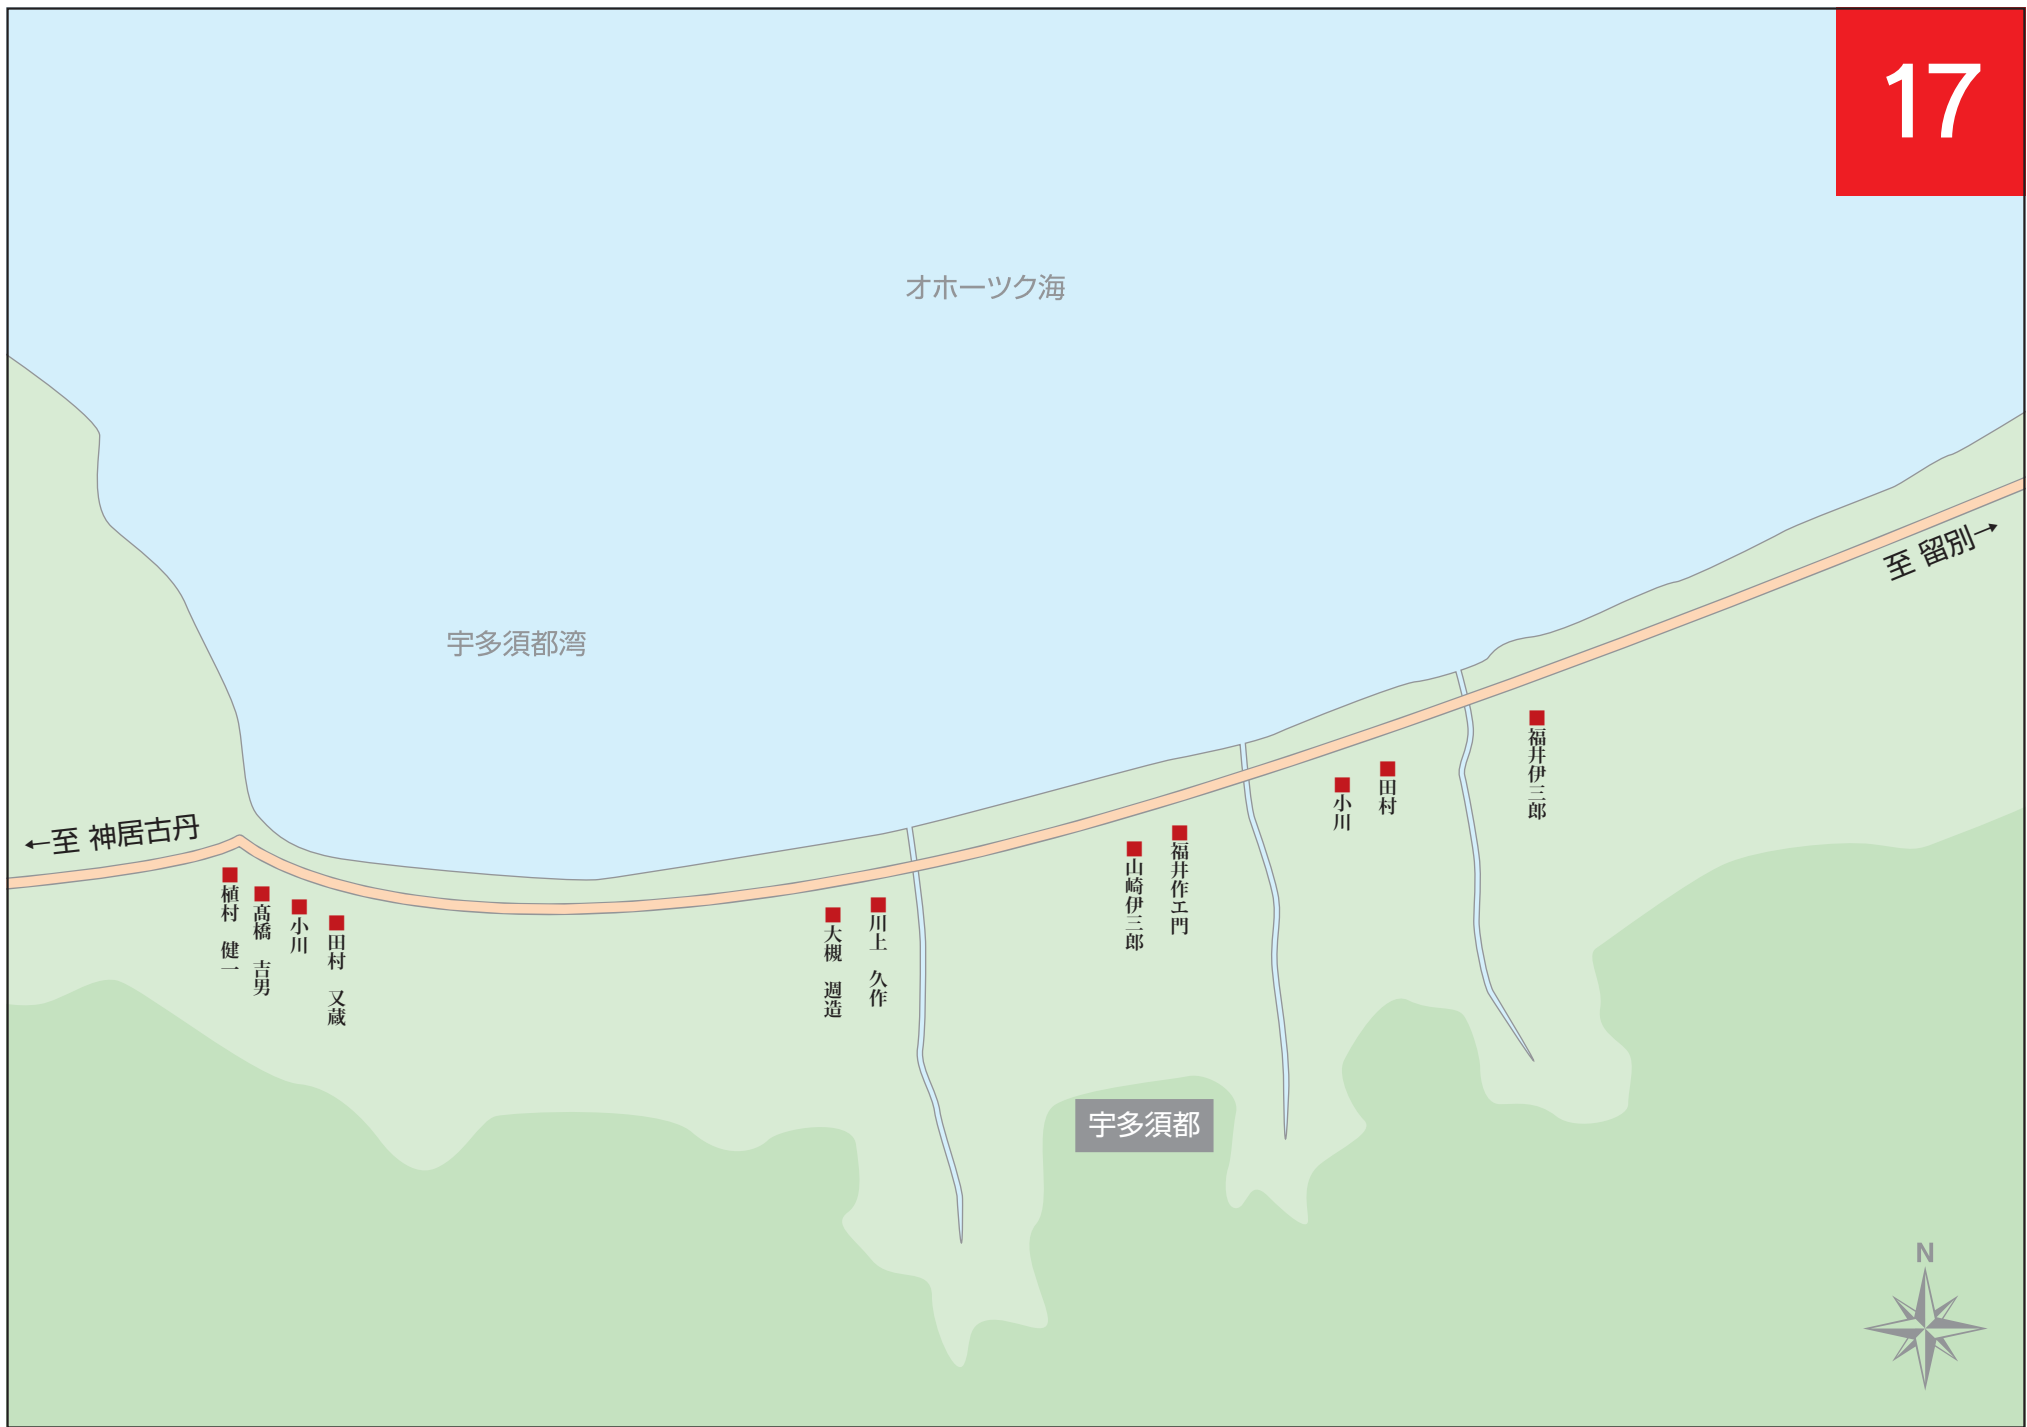 17
オホーツク海
宇多須都湾
至 留別→
←至 神居古丹
植村 健一
髙橋 吉男
小川
田村 又蔵
大槻 週造
川上 久作
山崎伊三郎
福井作エ門
小川
田村
福井伊三郎
宇多須都
N